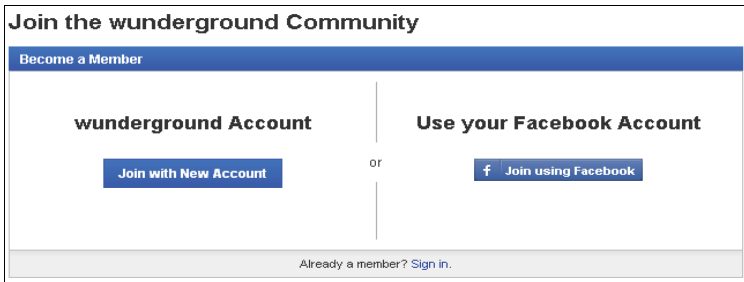 Join the wunderground Community
Become a Member
wunderground Account
Join with New Account
or
Use your Facebook Account
f Join using Facebook
Already a member? Sign in.